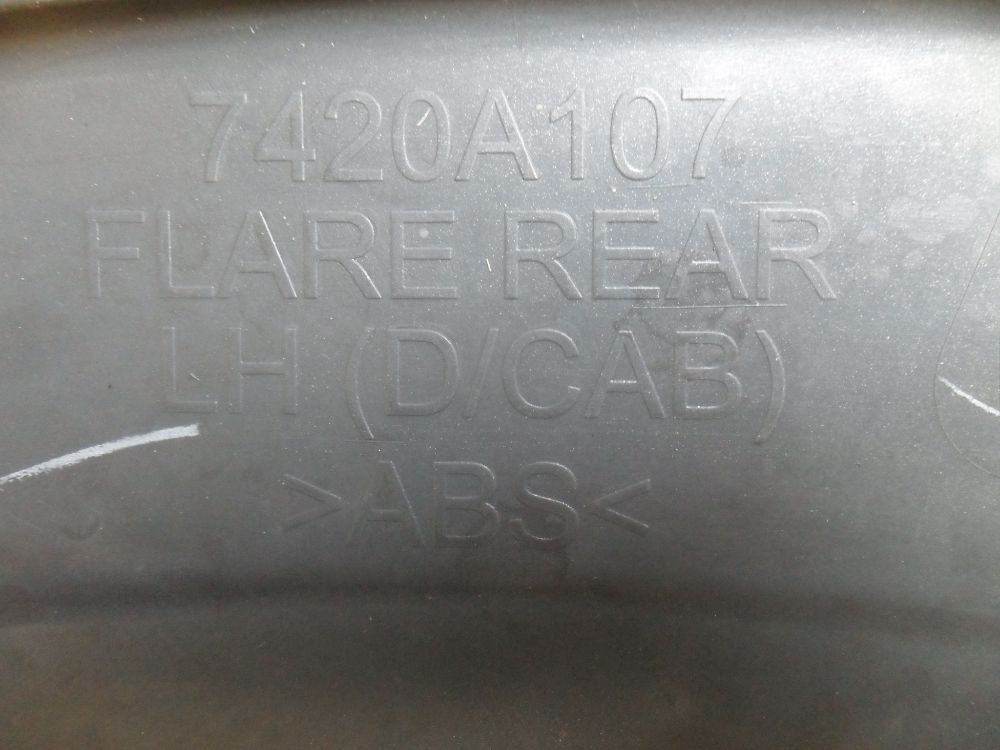 7420A107
FLARE REAR
LH (D/CAB)
>ABS<